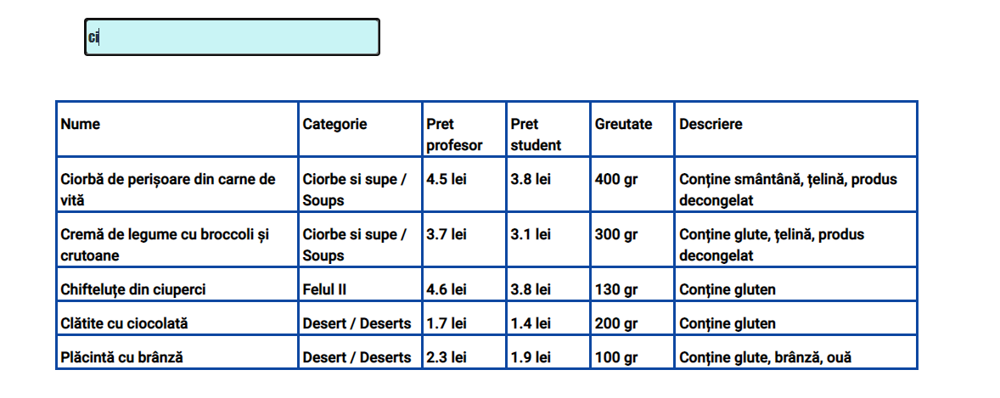 ci
Nume Categorie Pret profesor Pret student Greutate Descriere
Ciorbă de perișoare din carne de vită Ciorbe si supe / Soups 4.5 lei 3.8 lei 400 gr Conține smântână, țelină, produs decongelat
Cremă de legume cu broccoli și crutoane Ciorbe si supe / Soups 3.7 lei 3.1 lei 300 gr Conține glute, țelină, produs decongelat
Chifteluțe din ciuperci Felul II 4.6 lei 3.8 lei 130 gr Conține gluten
Clătite cu ciocolată Desert / Deserts 1.7 lei 1.4 lei 200 gr Conține gluten
Plăcintă cu brânză Desert / Deserts 2.3 lei 1.9 lei 100 gr Conține glute, brânză, ouă